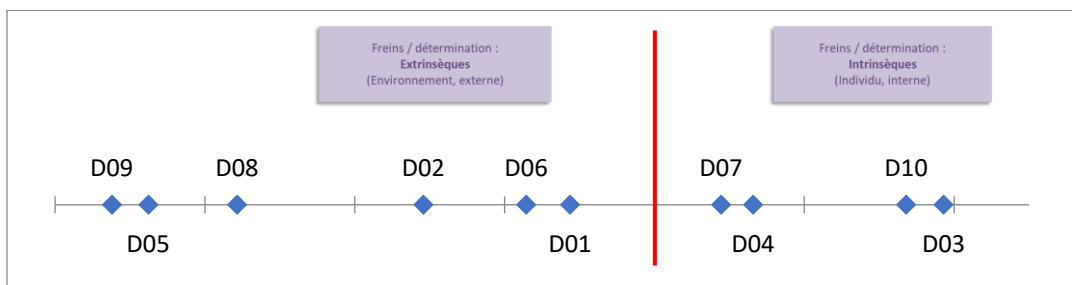 Freins / détermination :
Extrinsèques
(Environnement, externe)
Freins / détermination :
Intrinsèques
(Individu, interne)
D09
D08
D02
D06
D07
D10
D05
D01
D04
D03